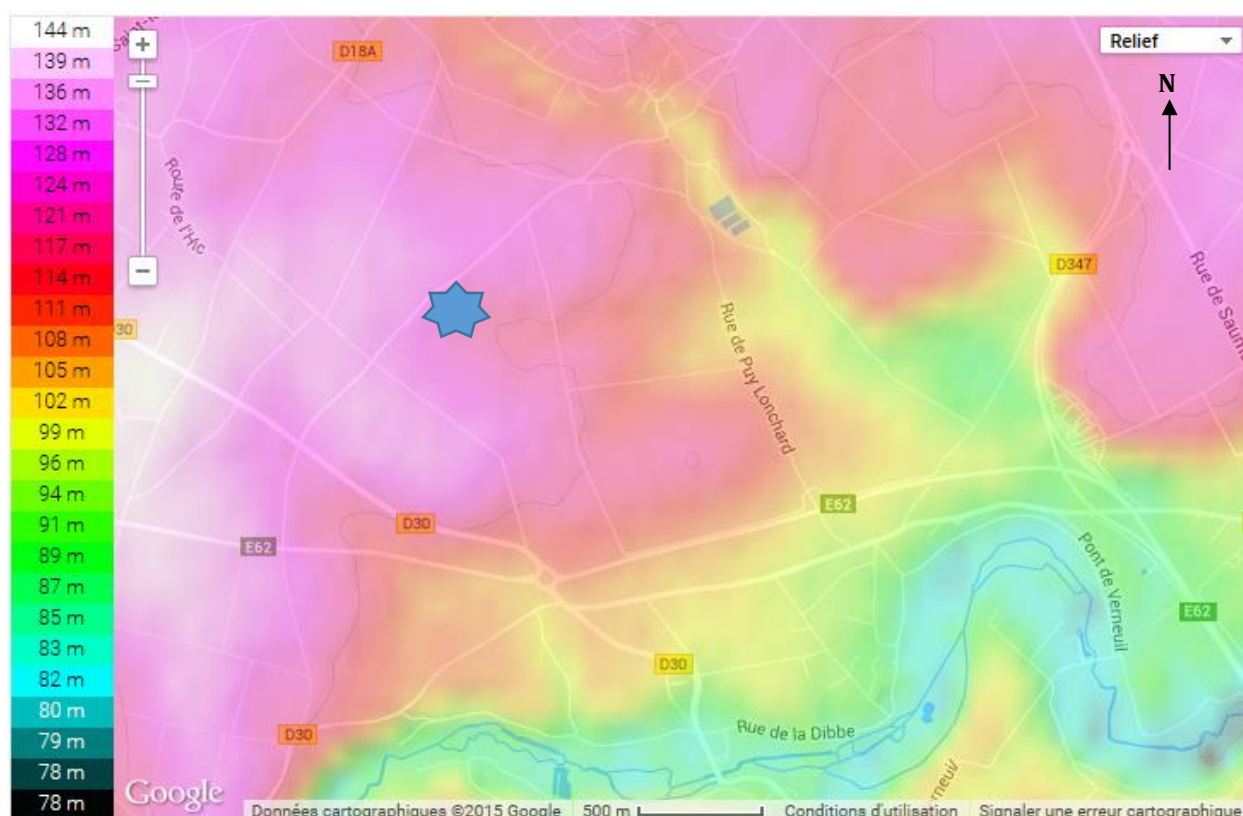 144 m
139 m
136 m
132 m
128 m
124 m
121 m
117 m
114 m
111 m
108 m
105 m
102 m
99 m
96 m
94 m
91 m
89 m
87 m
85 m
83 m
82 m
80 m
79 m
78 m
78 m
Relief
N
D18A
Route de l'H
30
D347
Rue de Saumu
Rue de Puy Lonchard
E62
D30
E62
Pont de Verneuil
E62
D30
Rue de la Dibbe
D30
erneuil
Google
Données cartographiques ©2015 Google
500 m
Conditions d'utilisation
Signaler une erreur cartographique